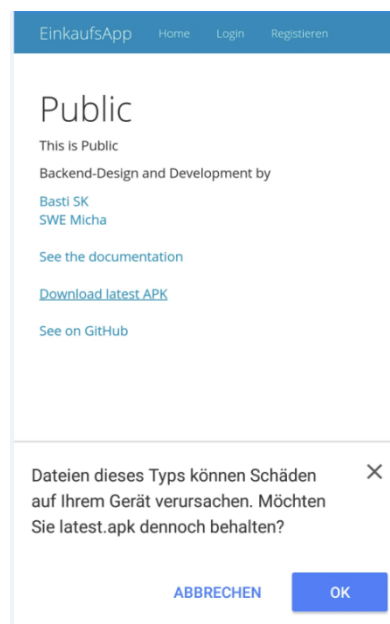 EinkaufsApp Home Login Registieren
Public
This is Public
Backend-Design and Development by
Basti SK
SWE Micha
See the documentation
Download latest APK
See on GitHub
Dateien dieses Typs können Schäden
auf Ihrem Gerät verursachen. Möchten
Sie latest.apk dennoch behalten?
ABBRECHEN OK